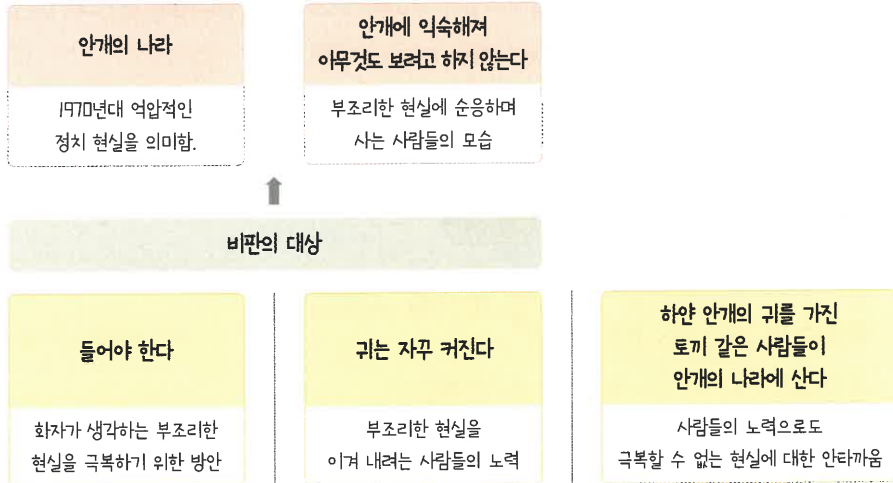 안개의 나라
1970년대 억압적인
정치 현실을 의미함.
안개에 익숙해져
아무것도 보려고 하지 않는다
부조리한 현실에 순응하며
사는 사람들의 모습
비판의 대상
들어야 한다
화자가 생각하는 부조리한
현실을 극복하기 위한 방안
귀는 자꾸 커진다
부조리한 현실을
이겨 내려는 사람들의 노력
하얀 안개의 귀를 가진
토끼 같은 사람들이
안개의 나라에 산다
사람들의 노력으로도
극복할 수 없는 현실에 대한 안타까움